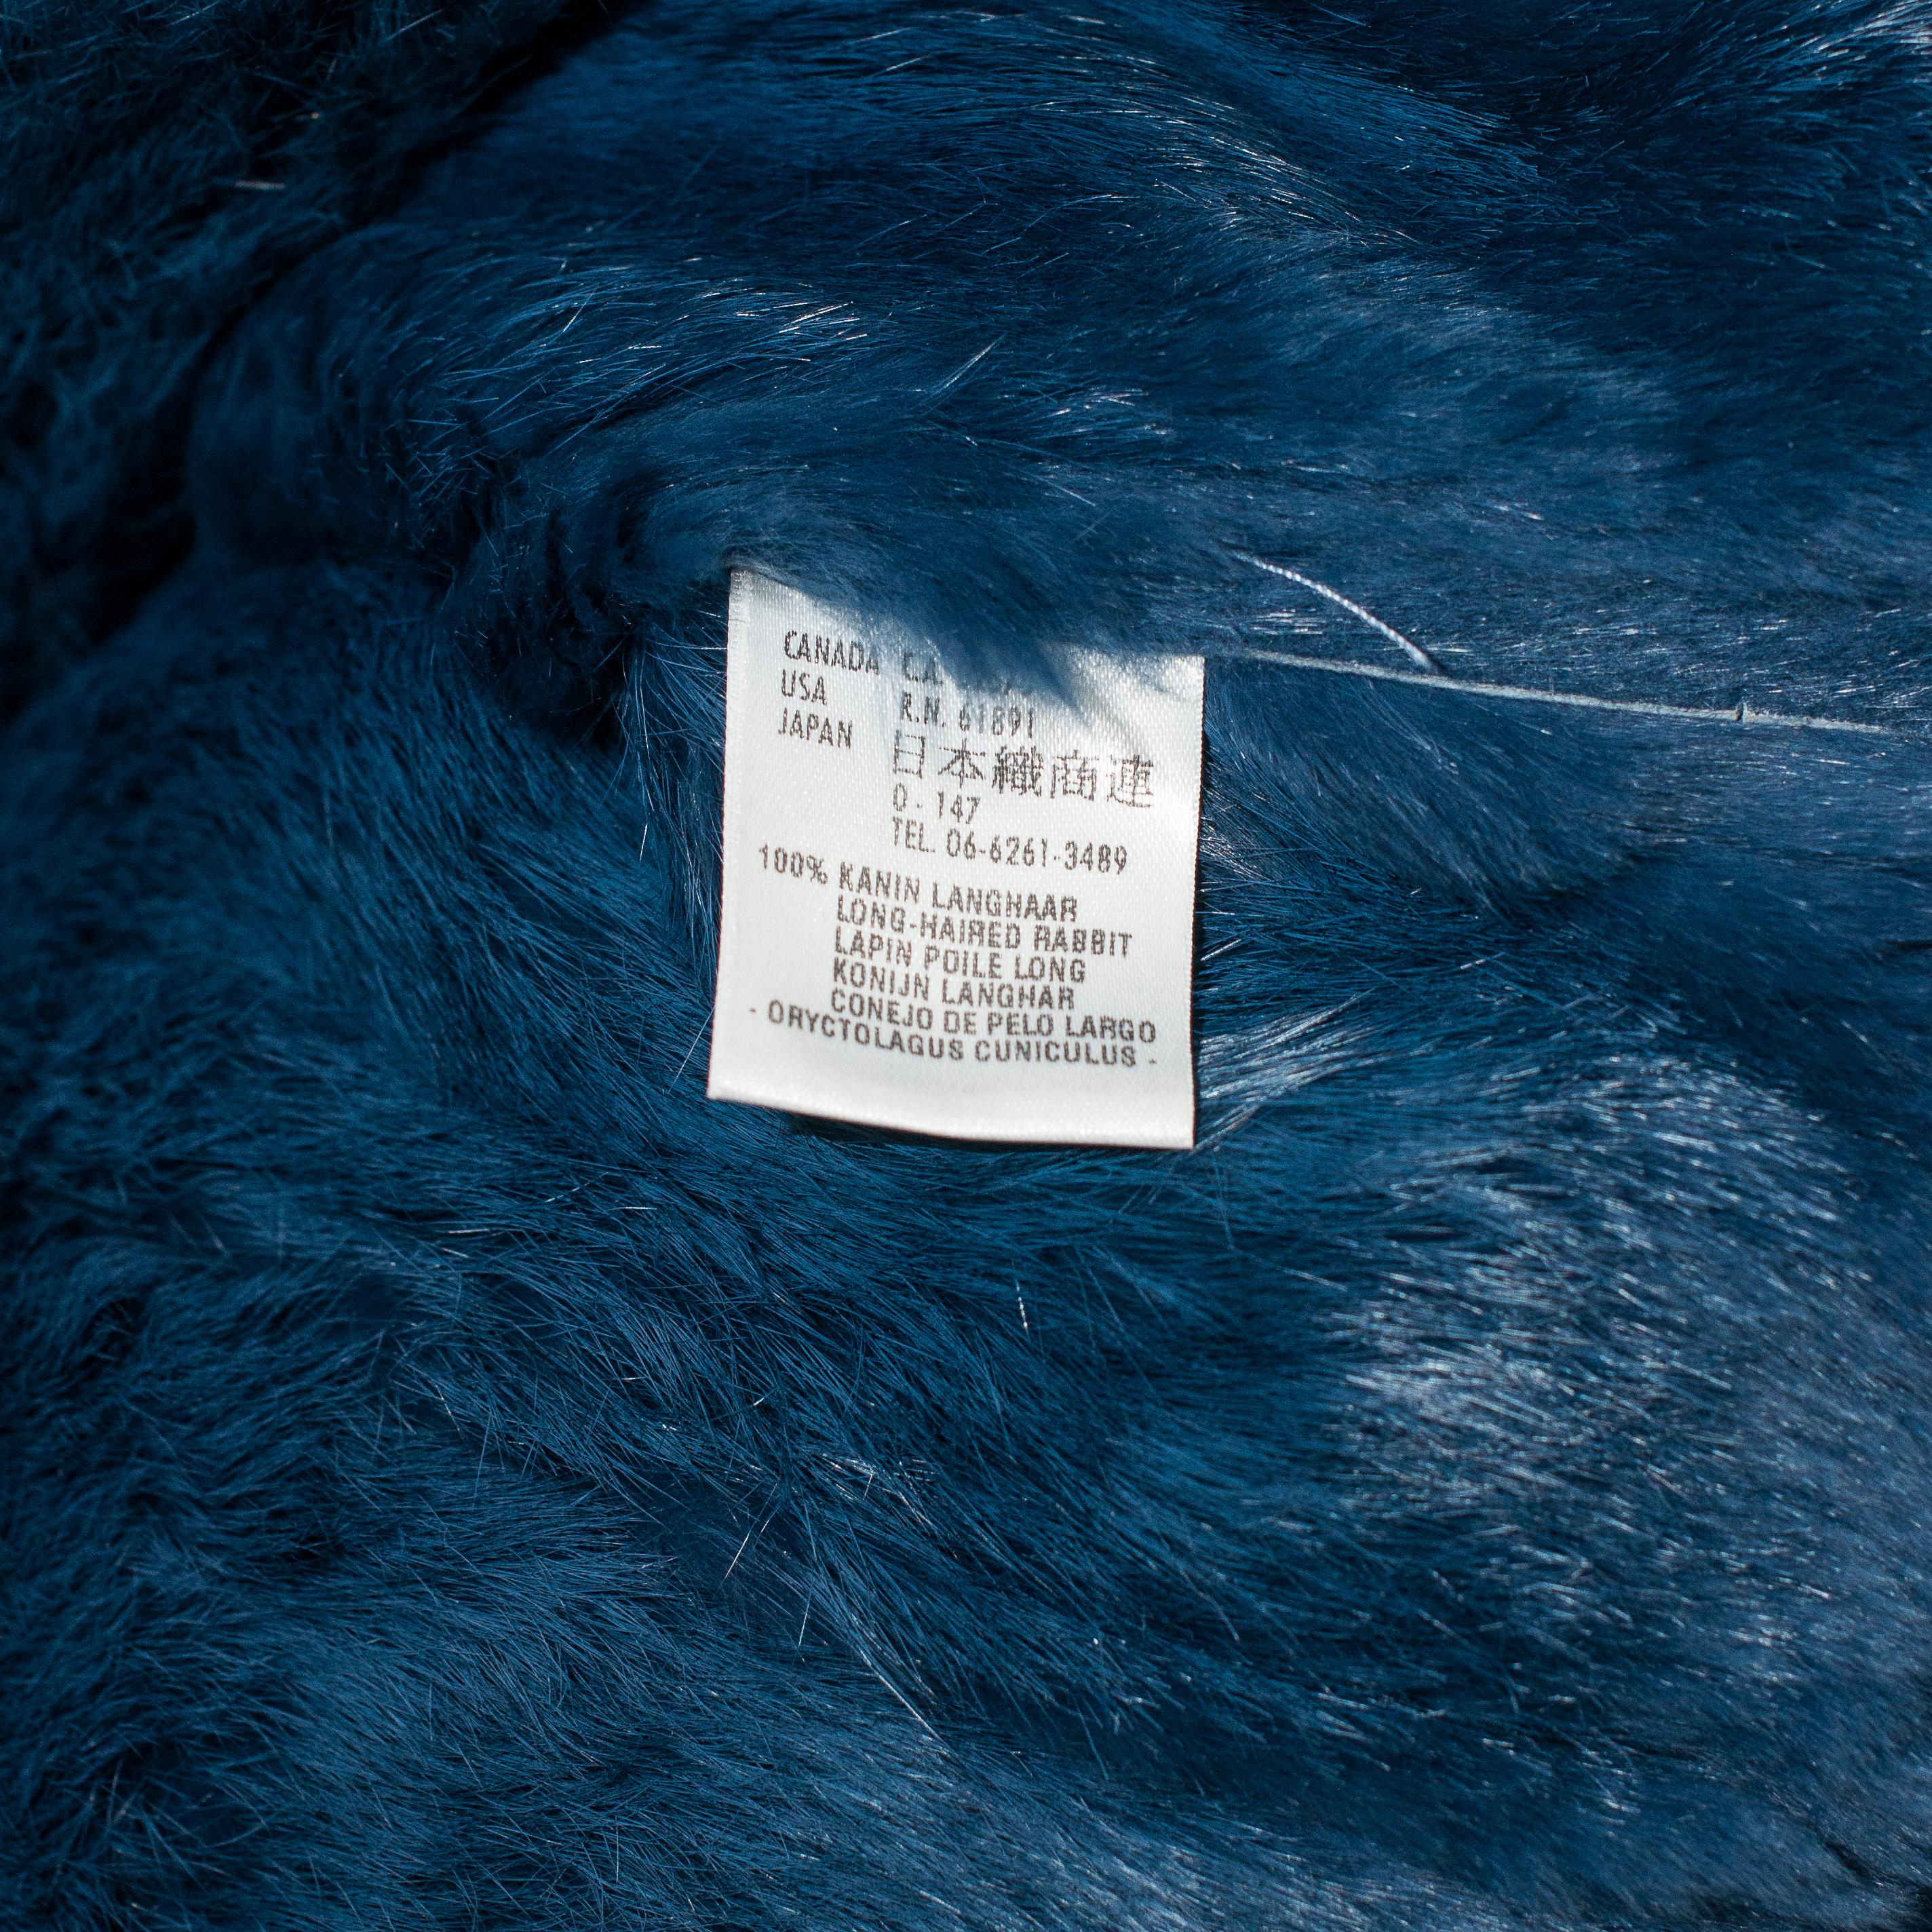 CANADA
USA R.N. 61891
JAPAN 日本織商連
0 - 147
TEL. 06-6261-3489
100% KANIN LANGHAAR
LONG-HAIRED RABBIT
LAPIN POILE LONG
KONIJN LANGHAR
CONEJO DE PELO LARGO
- ORYCTOLAGUS CUNICULUS -